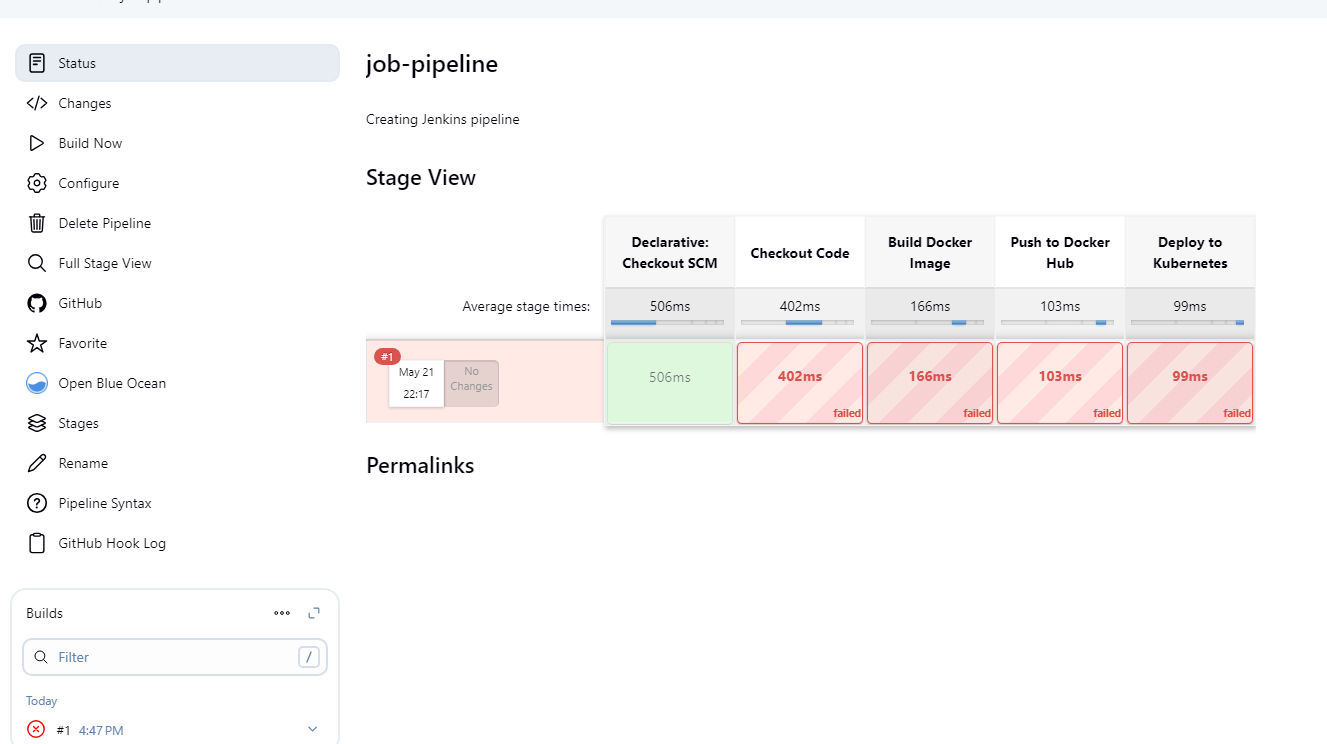 Status
Changes
Build Now
Configure
Delete Pipeline
Full Stage View
GitHub
Favorite
Open Blue Ocean
Stages
Rename
Pipeline Syntax
GitHub Hook Log
Builds
Filter
/
Today
#1 4:47 PM
job-pipeline
Creating Jenkins pipeline
Stage View
Declarative:
Checkout SCM
Checkout Code
Build Docker
Image
Push to Docker
Hub
Deploy to
Kubernetes
Average stage times:
506ms
402ms
166ms
103ms
99ms
#1
May 21
22:17
No
Changes
506ms
402ms
failed
166ms
failed
103ms
failed
99ms
failed
Permalinks